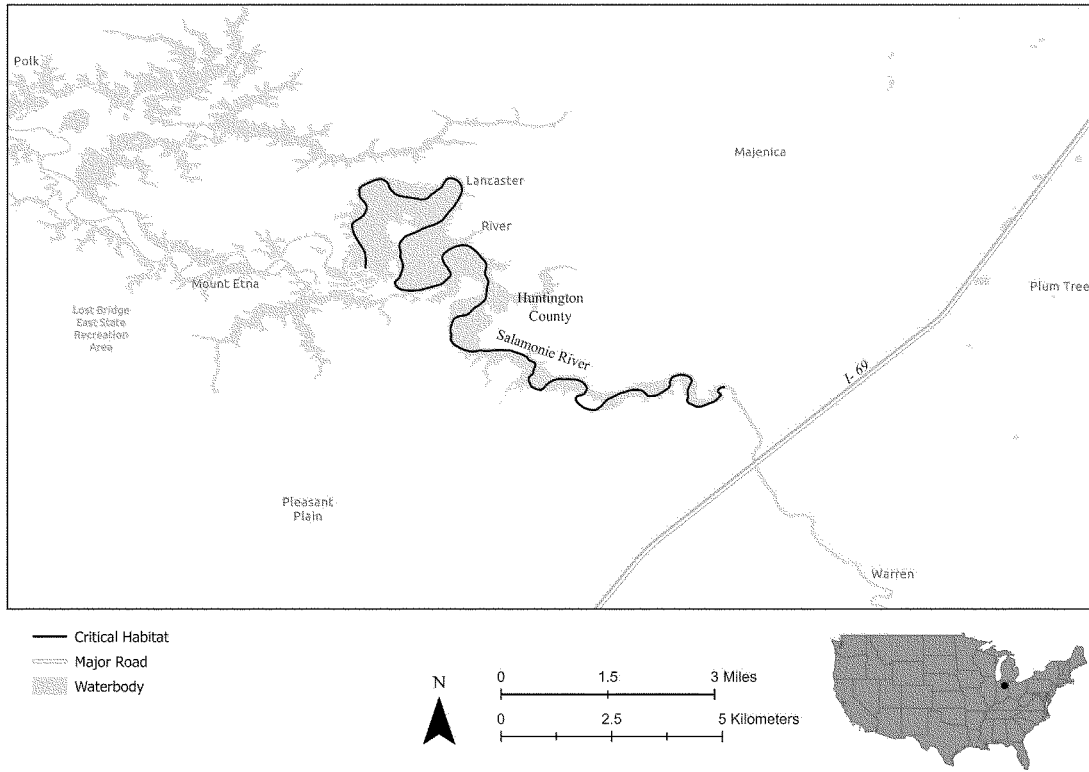 Polk
Majenica
Lancaster
River
Mount Etna
Plum Tree
Lost Bridge
East State
Recreation
Area
Huntington
County
Salamonie River
I- 69
Pleasant
Plain
Warren
Critical Habitat
Major Road
Waterbody
N
0 1.5 3 Miles
0 2.5 5 Kilometers